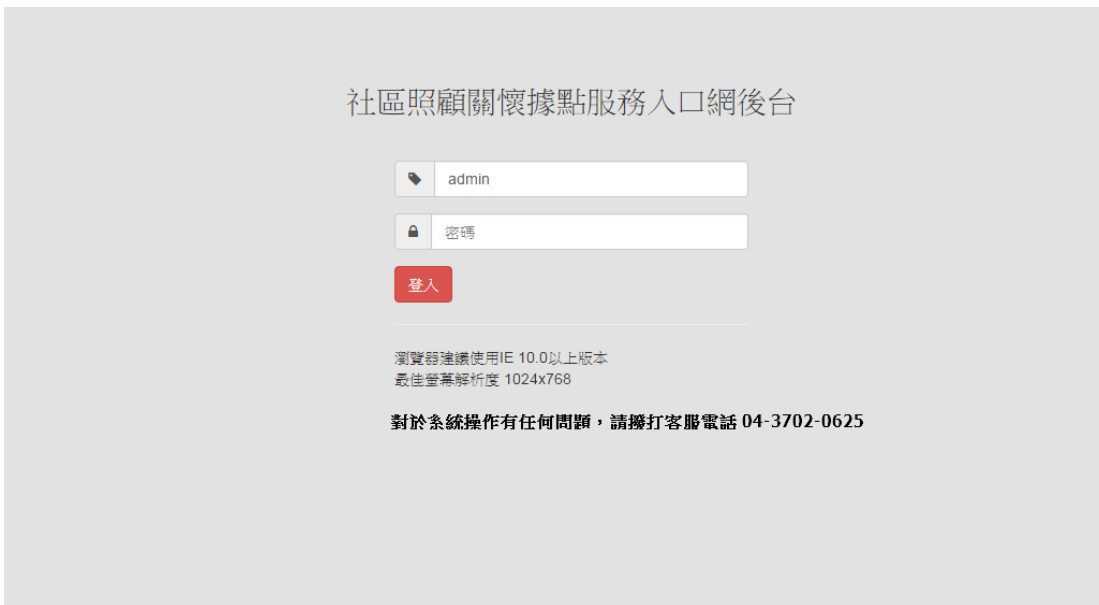 社區照顧關懷據點服務入口網後台
admin
密碼
登入
瀏覽器建議使用IE 10.0以上版本
最佳螢幕解析度 1024x768
對於系統操作有任何問題，請撥打客服電話 04-3702-0625